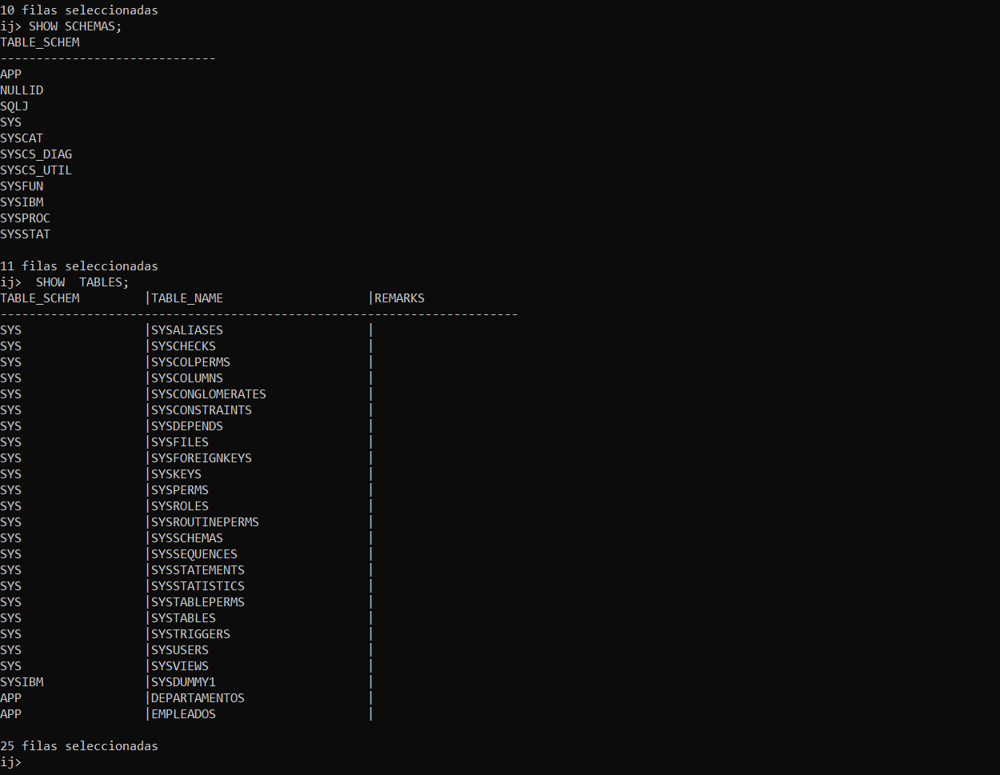 10 filas seleccionadas
ij> SHOW SCHEMAS;
TABLE_SCHEM
------------------------------
APP
NULLID
SQLJ
SYS
SYSCAT
SYSCS_DIAG
SYSCS_UTIL
SYSFUN
SYSIBM
SYSPROC
SYSSTAT
11 filas seleccionadas
ij>  SHOW  TABLES;
TABLE_SCHEM         |TABLE_NAME                    |REMARKS
------------------------------------------------------------------------
SYS                 |SYSALIASES                    |
SYS                 |SYSCHECKS                     |
SYS                 |SYSCOLPERMS                   |
SYS                 |SYSCOLUMNS                    |
SYS                 |SYSCONGLOMERATES              |
SYS                 |SYSCONSTRAINTS                |
SYS                 |SYSDEPENDS                    |
SYS                 |SYSFILES                      |
SYS                 |SYSFOREIGNKEYS                |
SYS                 |SYSKEYS                       |
SYS                 |SYSPERMS                      |
SYS                 |SYSROLES                      |
SYS                 |SYSROUTINEPERMS               |
SYS                 |SYSSCHEMAS                    |
SYS                 |SYSSEQUENCES                  |
SYS                 |SYSSTATEMENTS                 |
SYS                 |SYSSTATISTICS                 |
SYS                 |SYSTABLEPERMS                 |
SYS                 |SYSTABLES                     |
SYS                 |SYSTRIGGERS                   |
SYS                 |SYSUSERS                      |
SYS                 |SYSVIEWS                      |
SYSIBM              |SYSDUMMY1                     |
APP                 |DEPARTAMENTOS                 |
APP                 |EMPLEADOS                     |
25 filas seleccionadas
ij>